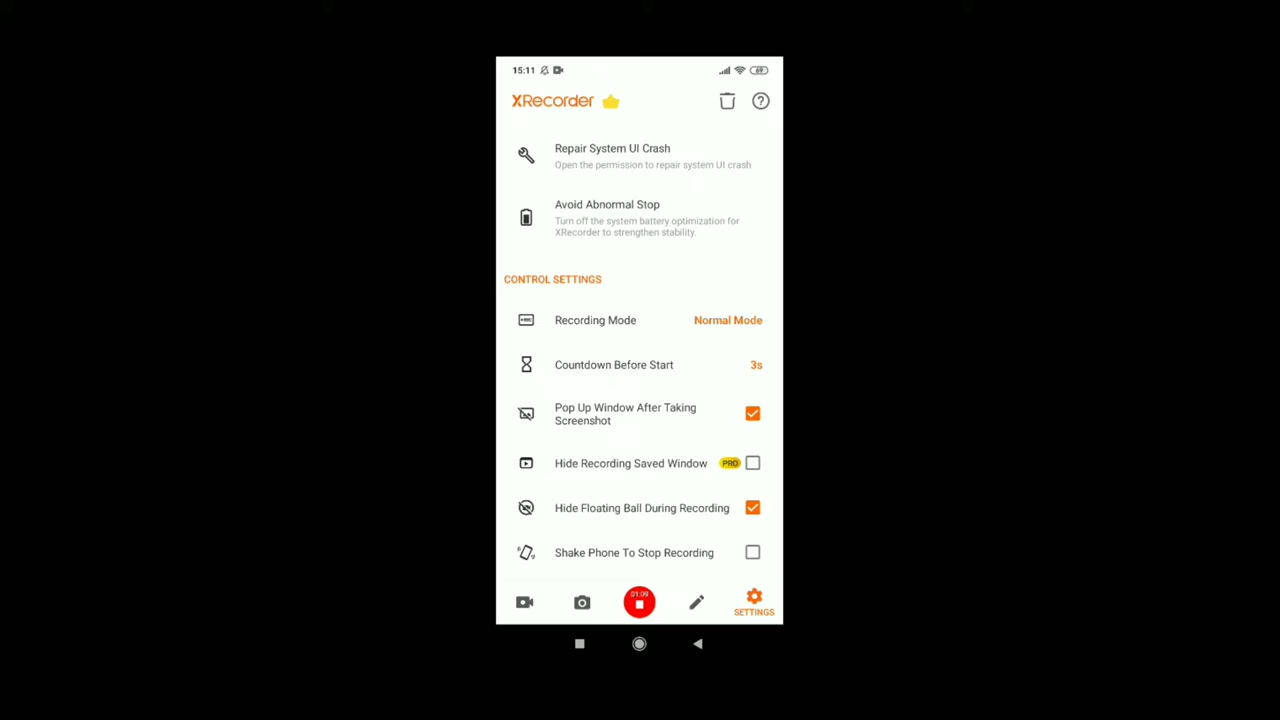 15:11
69
XRecorder
Repair System UI Crash
Open the permission to repair system UI crash
Avoid Abnormal Stop
Turn off the system battery optimization for
XRecorder to strengthen stability.
CONTROL SETTINGS
Recording Mode
Normal Mode
Countdown Before Start
3s
Pop Up Window After Taking
Screenshot
Hide Recording Saved Window
PRO
Hide Floating Ball During Recording
Shake Phone To Stop Recording
01:09
SETTINGS